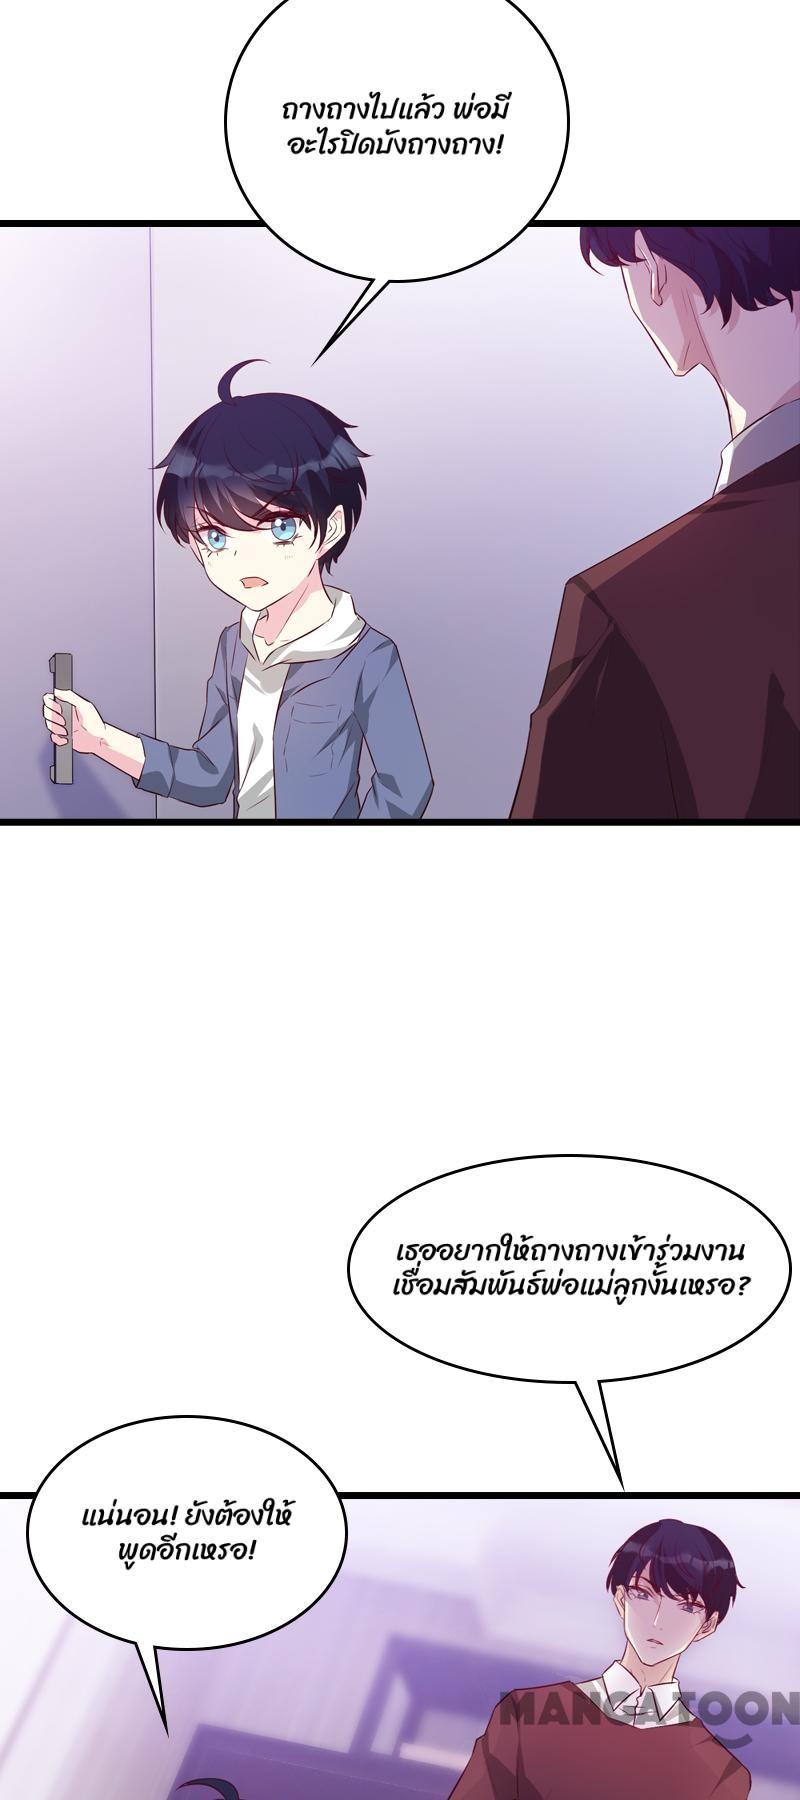 ถางถางไปแล้ว พ่อมี
อะไรปิดบังถางถาง!
เธออยากให้ถางถางเข้าร่วมงาน
เชื่อมสัมพันธ์พ่อแม่ลูกงั้นเหรอ?
แน่นอน! ยังต้องให้
พูดอีกเหรอ!
MANGATOON